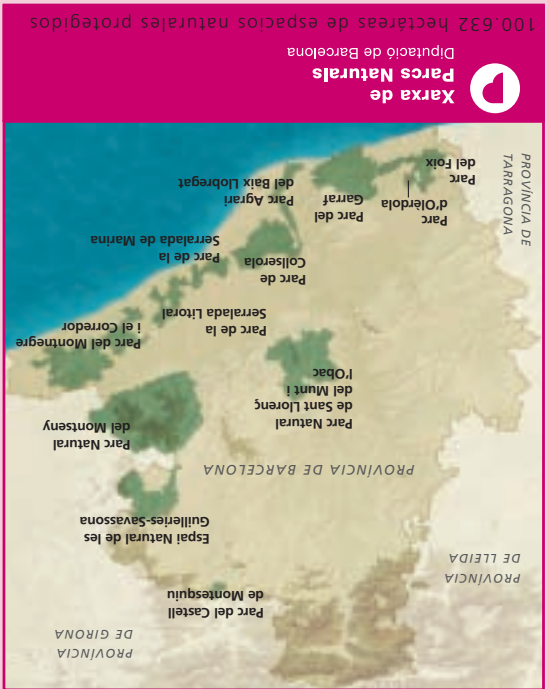 PROVÍNCIA
DE GIRONA
Parc del Castell
de Montesquiu
PROVÍNCIA
DE LLEIDA
Espai Natural de les
Guilleries-Savassona
PROVÍNCIA DE BARCELONA
Parc Natural
del Montseny
Parc Natural
de Sant Llorenç
del Munt i
l'Obac
Parc del Montnegre
i el Corredor
Parc de la
Serralada Litoral
Parc de
Collserola
Parc de la
Serralada de Marina
Parc
d'Olèrdola
Parc del
Garraf
Parc Agrari
del Baix Llobregat
Parc
del Foix
PROVÍNCIA DE
TARRAGONA
Xarxa de
Parcs Naturals
Diputació de Barcelona
100.632 hectáreas de espacios naturales protegidos